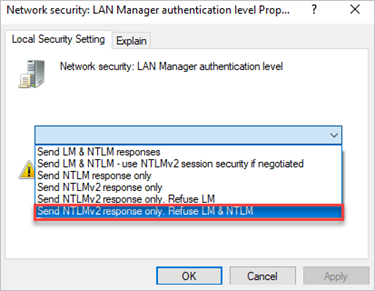 Network security: LAN Manager authentication level Prop...
Local Security Setting
Explain
Network security: LAN Manager authentication level
Send LM & NTLM responses
Send LM & NTLM - use NTLMv2 session security if negotiated
Send NTLM response only
Send NTLMv2 response only
Send NTLMv2 response only. Refuse LM
Send NTLMv2 response only. Refuse LM & NTLM
OK
Cancel
Apply